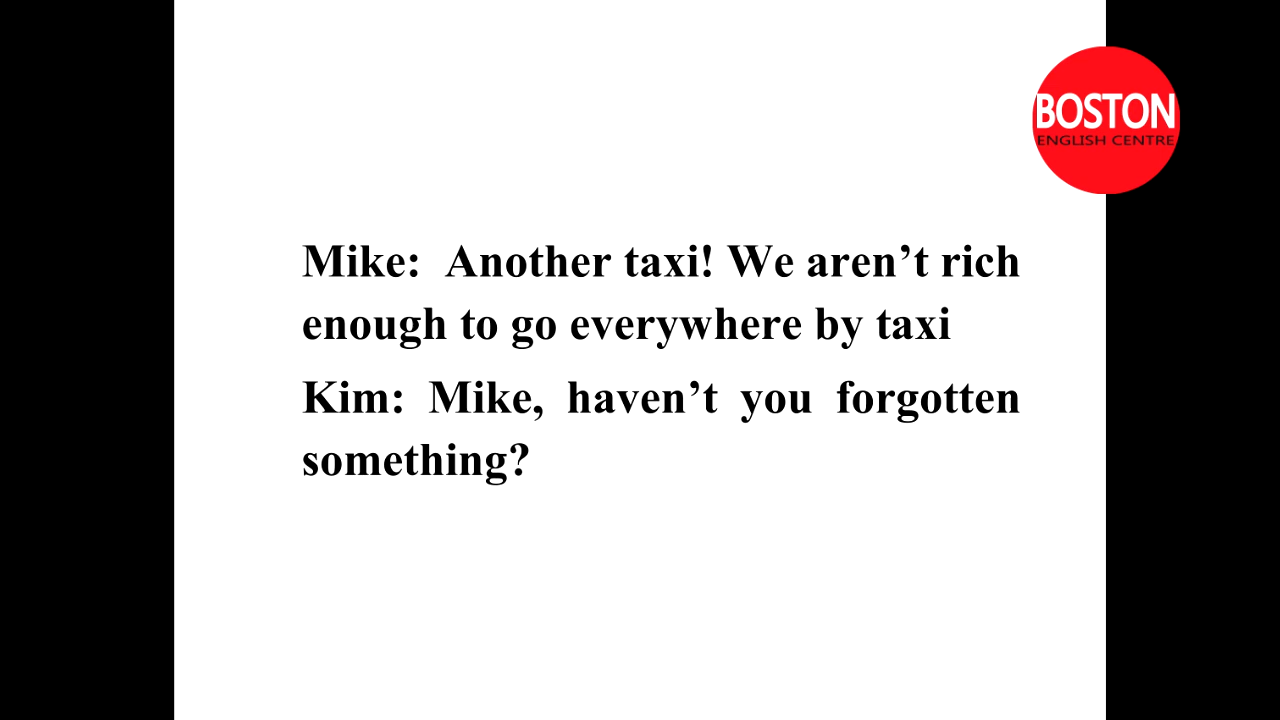 BOSTON
ENGLISH CENTRE
Mike:  Another taxi! We aren’t rich
enough to go everywhere by taxi
Kim: Mike, haven’t you forgotten
something?